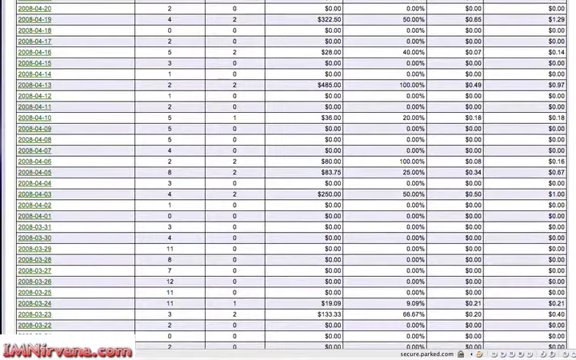 2008-04-20 2 0 $0.00 0.00% $0.00 $0.00
2008-04-19 4 2 $322.50 50.00% $0.65 $1.29
2008-04-18 0 0 $0.00 0.00% $0.00 $0.00
2008-04-17 2 0 $0.00 0.00% $0.00 $0.00
2008-04-16 5 2 $28.00 40.00% $0.07 $0.14
2008-04-15 3 0 $0.00 0.00% $0.00 $0.00
2008-04-14 1 0 $0.00 0.00% $0.00 $0.00
2008-04-13 2 2 $485.00 100.00% $0.49 $0.97
2008-04-12 1 0 $0.00 0.00% $0.00 $0.00
2008-04-11 2 0 $0.00 0.00% $0.00 $0.00
2008-04-10 5 1 $36.00 20.00% $0.18 $0.18
2008-04-09 5 0 $0.00 0.00% $0.00 $0.00
2008-04-08 5 0 $0.00 0.00% $0.00 $0.00
2008-04-07 4 0 $0.00 0.00% $0.00 $0.00
2008-04-06 2 2 $80.00 100.00% $0.08 $0.16
2008-04-05 8 2 $83.75 25.00% $0.34 $0.67
2008-04-04 3 0 $0.00 0.00% $0.00 $0.00
2008-04-03 4 2 $250.00 50.00% $0.50 $1.00
2008-04-02 1 0 $0.00 0.00% $0.00 $0.00
2008-04-01 0 0 $0.00 0.00% $0.00 $0.00
2008-03-31 3 0 $0.00 0.00% $0.00 $0.00
2008-03-30 4 0 $0.00 0.00% $0.00 $0.00
2008-03-29 11 0 $0.00 0.00% $0.00 $0.00
2008-03-28 8 0 $0.00 0.00% $0.00 $0.00
2008-03-27 7 0 $0.00 0.00% $0.00 $0.00
2008-03-26 12 0 $0.00 0.00% $0.00 $0.00
2008-03-25 11 0 $0.00 0.00% $0.00 $0.00
2008-03-24 11 1 $19.09 9.09% $0.21 $0.21
2008-03-23 3 2 $133.33 66.67% $0.20 $0.40
2008-03-22 2 0 $0.00 0.00% $0.00 $0.00
0 $0.00 0.00% $0.00 $0.00
2 0 $0.00 0.00% $0.00 $0.00
IMNirvana.com
secure.parked.com